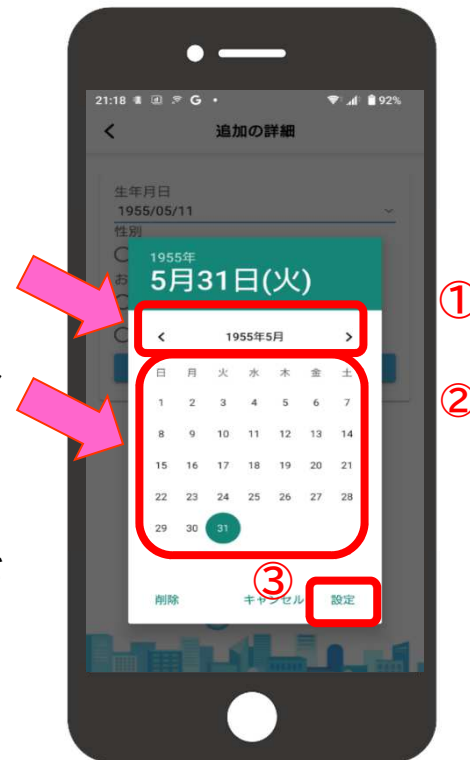 21:18 G • 92%
< 追加の詳細
生年月日
1955/05/11
性別
お
1955年
5月31日(火)
①
< 1955年5月 >
②
日 月 火 水 木 金 土
1 2 3 4 5 6 7
8 9 10 11 12 13 14
15 16 17 18 19 20 21
22 23 24 25 26 27 28
29 30 31
③
削除 キャンセル 設定